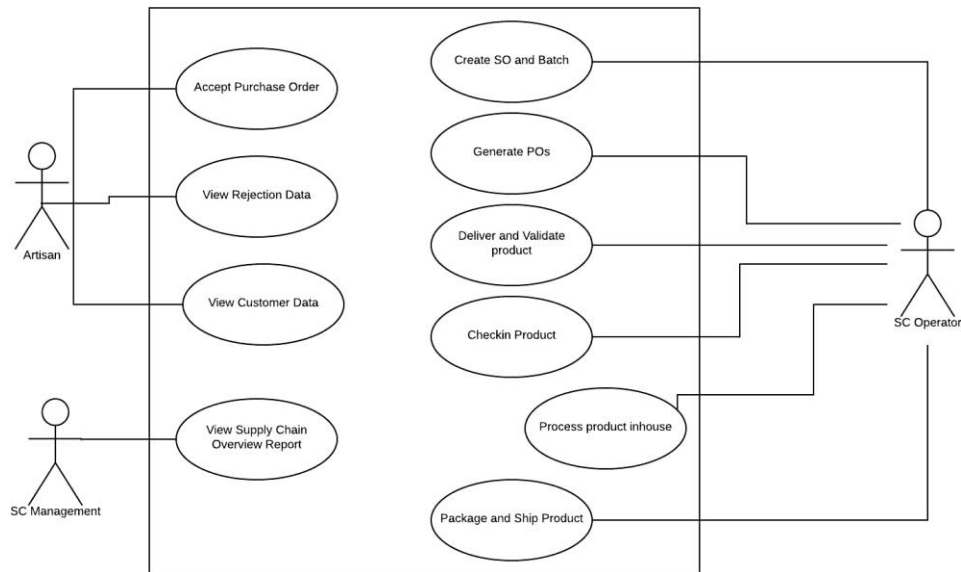 Create SO and Batch
Accept Purchase Order
Generate POs
View Rejection Data
Artisan
Deliver and Validate
product
View Customer Data
SC Operator
Checkin Product
View Supply Chain
Overview Report
Process product inhouse
SC Management
Package and Ship Product